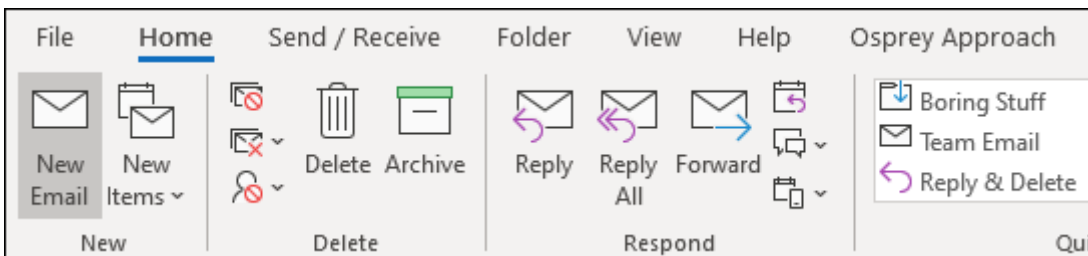 File Home Send / Receive Folder View Help Osprey Approach
New Email
New Items
Delete
Archive
Reply
Reply All
Forward
Boring Stuff
Team Email
Reply & Delete
New Delete Respond Qui